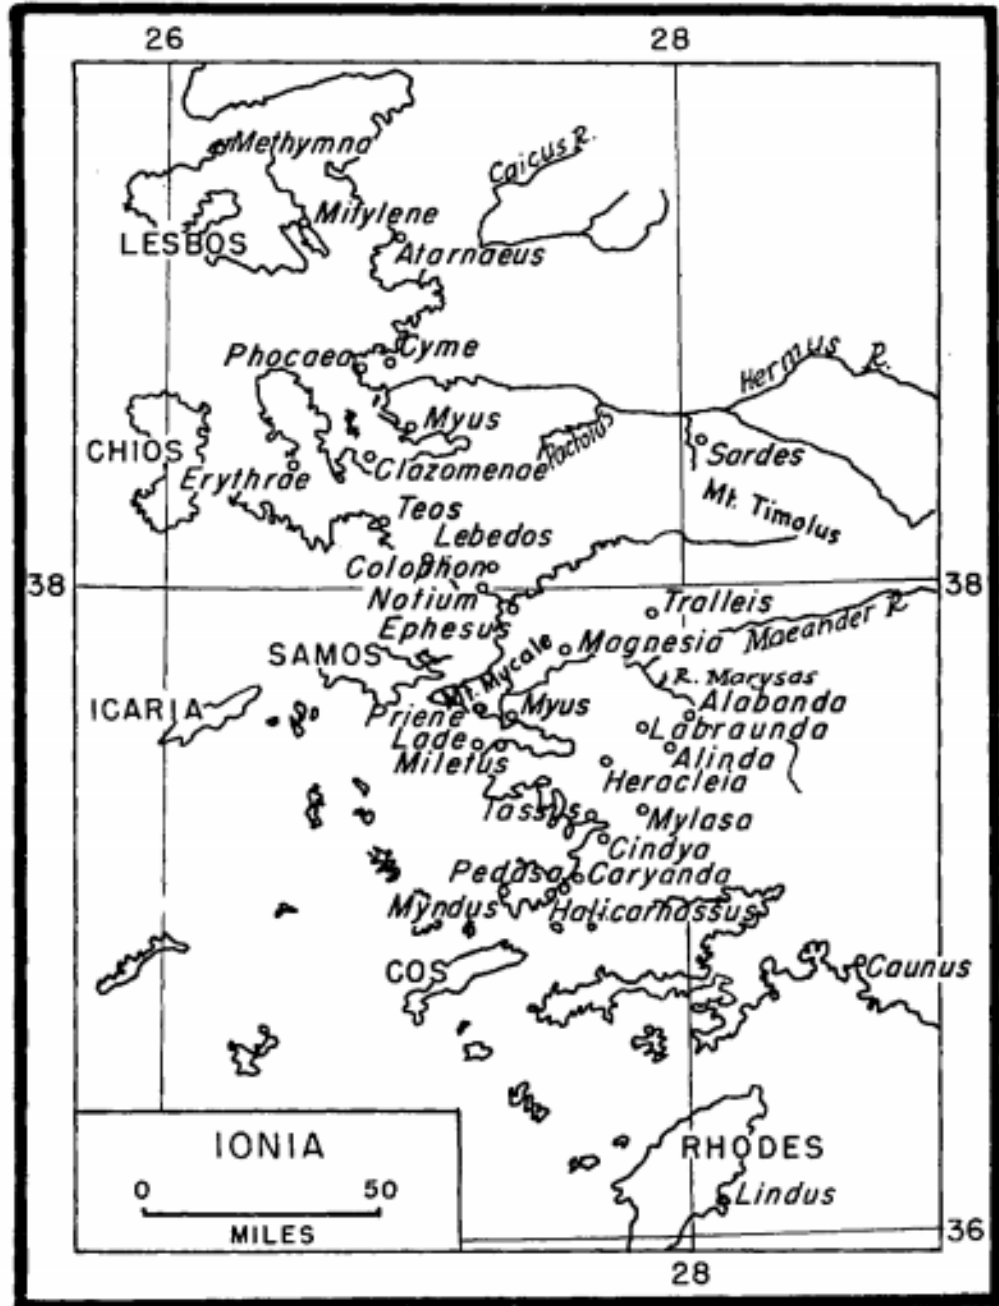 26 28
Methymna
Caicus R.
Mitylene
LESBOS
Atarnaeus
Cyme
Phocaea
Hermus R.
Myus
CHIOS
Sardes
Pactolus
Clazomenae
Erythrae
Mt. Timolus
Teos
Lebedos
Colophon
38 38
Notium
Tralleis
Ephesus
Maeander R
Magnesia
SAMOS
Mt. Mycale
R. Marysas
ICARIA
Alabanda
Priene
Myus
Labraunda
Lade
Alinda
Miletus
Heracleia
Iassus
Mylasa
Cindya
Pedasa
Caryanda
Myndus
Halicarnassus
COS
Caunus
IONIA
RHODES
0 50
Lindus
MILES
36
28